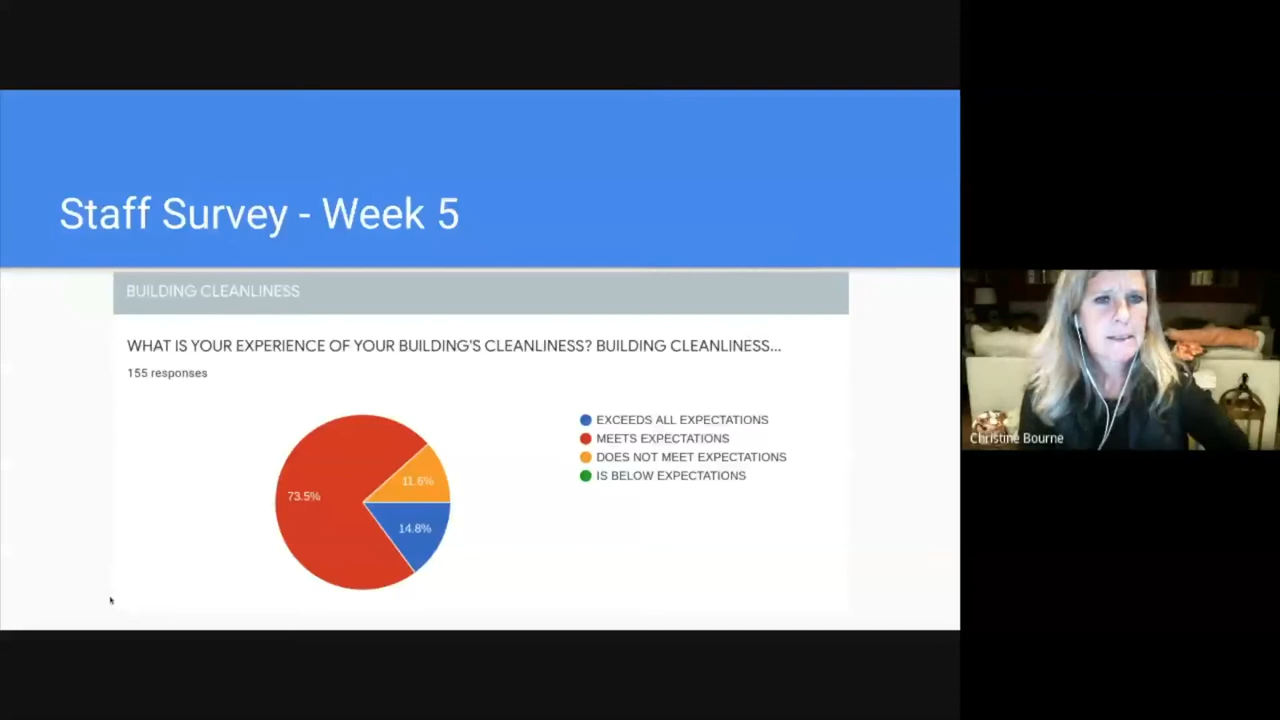 Staff Survey - Week 5
BUILDING CLEANLINESS
WHAT IS YOUR EXPERIENCE OF YOUR BUILDING'S CLEANLINESS? BUILDING CLEANLINESS...
155 responses
EXCEEDS ALL EXPECTATIONS
MEETS EXPECTATIONS
DOES NOT MEET EXPECTATIONS
IS BELOW EXPECTATIONS
11.6%
73.5%
14.8%
Christine Bourne